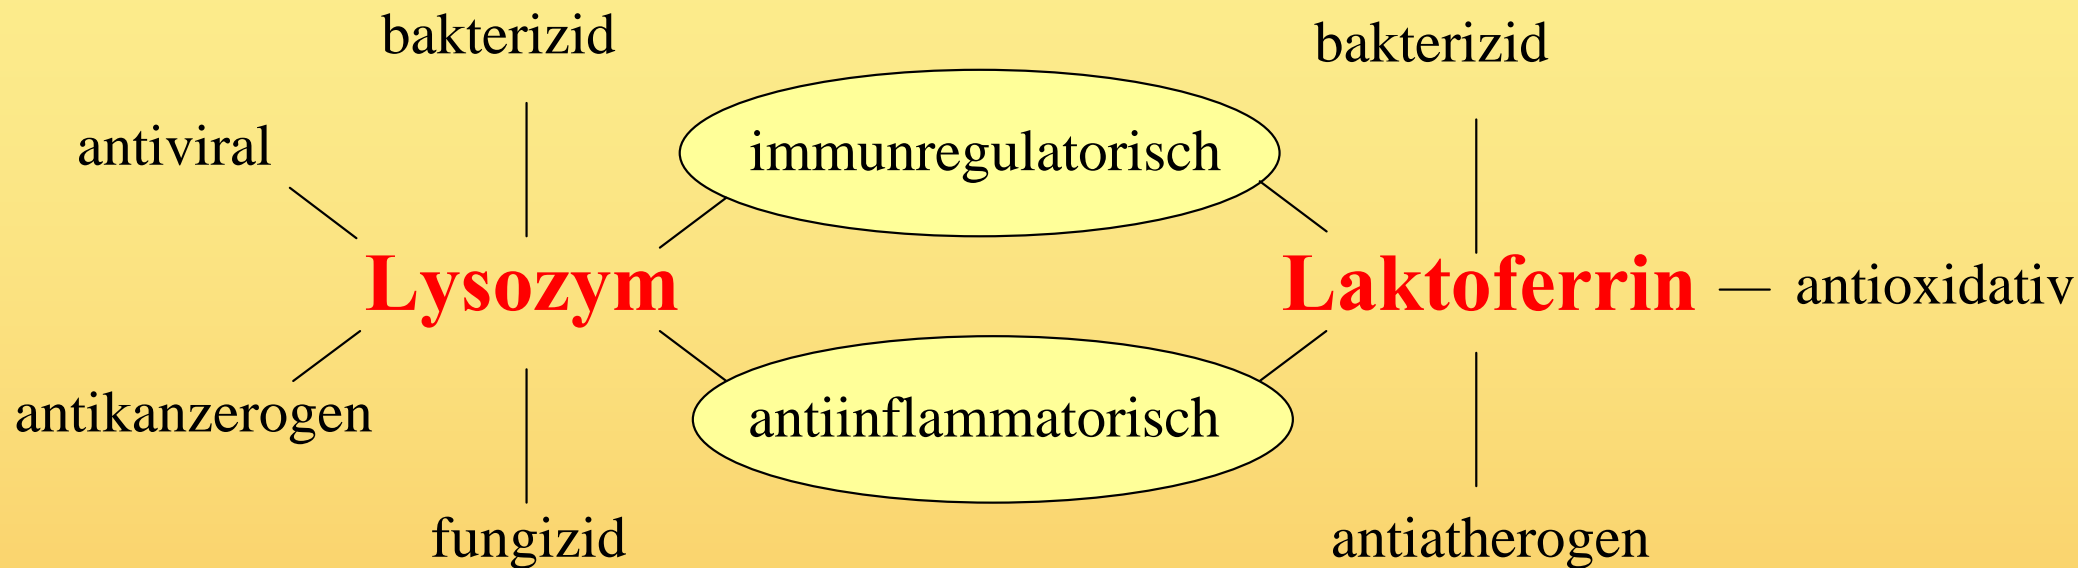 bakterizid
bakterizid
antiviral
immunregulatorisch
Lysozym
Laktoferrin
antioxidativ
antikanzerogen
antiinflammatorisch
fungizid
antiatherogen